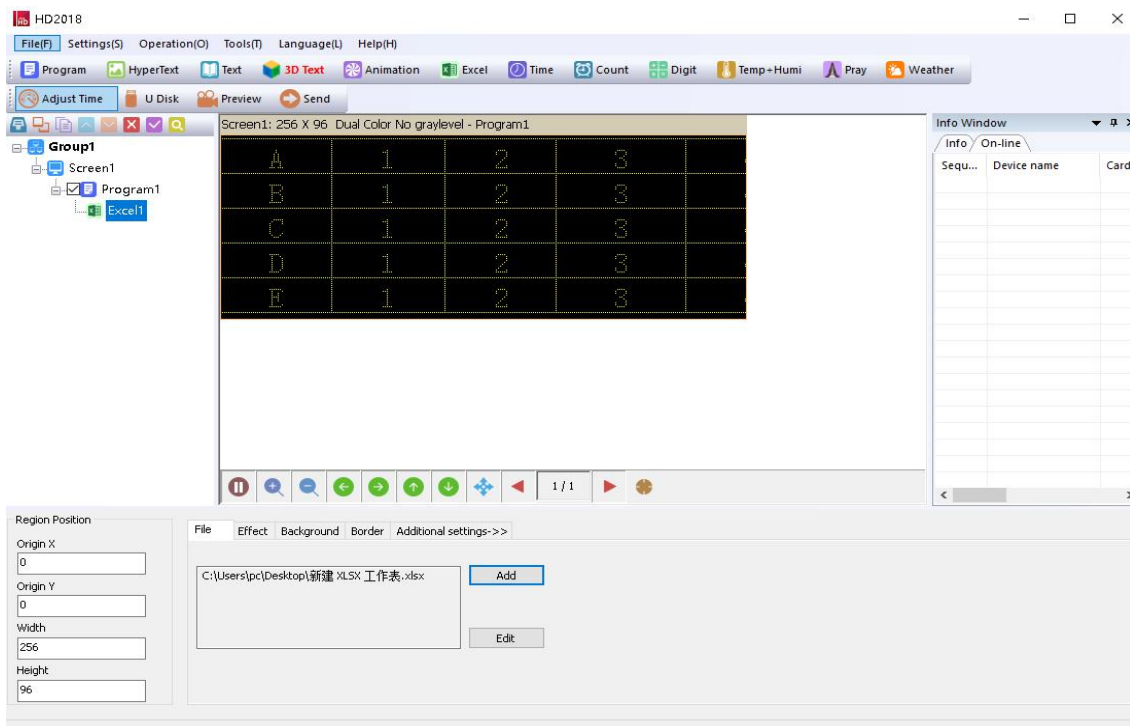 HD2018
File(F) Settings(S) Operation(O) Tools(T) Language(L) Help(H)
Program HyperText Text 3D Text Animation Excel Time Count Digit Temp+Humi Pray Weather
Adjust Time U Disk Preview Send
Group1
Screen1
Program1
Excel1
Screen1: 256 X 96 Dual Color No graylevel - Program1
A 1 2 3
B 1 2 3
C 1 2 3
D 1 2 3
E 1 2 3
1/1
Info Window
Info On-line
Sequ... Device name Card
Region Position
Origin X
0
Origin Y
0
Width
256
Height
96
File Effect Background Border Additional settings->>
C:\Users\pc\Desktop\新建 XLSX 工作表.xlsx
Add
Edit